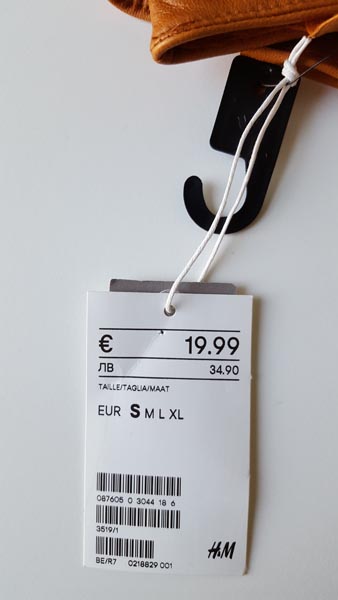 € 19.99
ЛВ 34.90
TAILLE/TAGLIA/MAAT
EUR S M L XL
087605 0 3044 18 6
3519/1
H&M
BE/R7 0218829 001